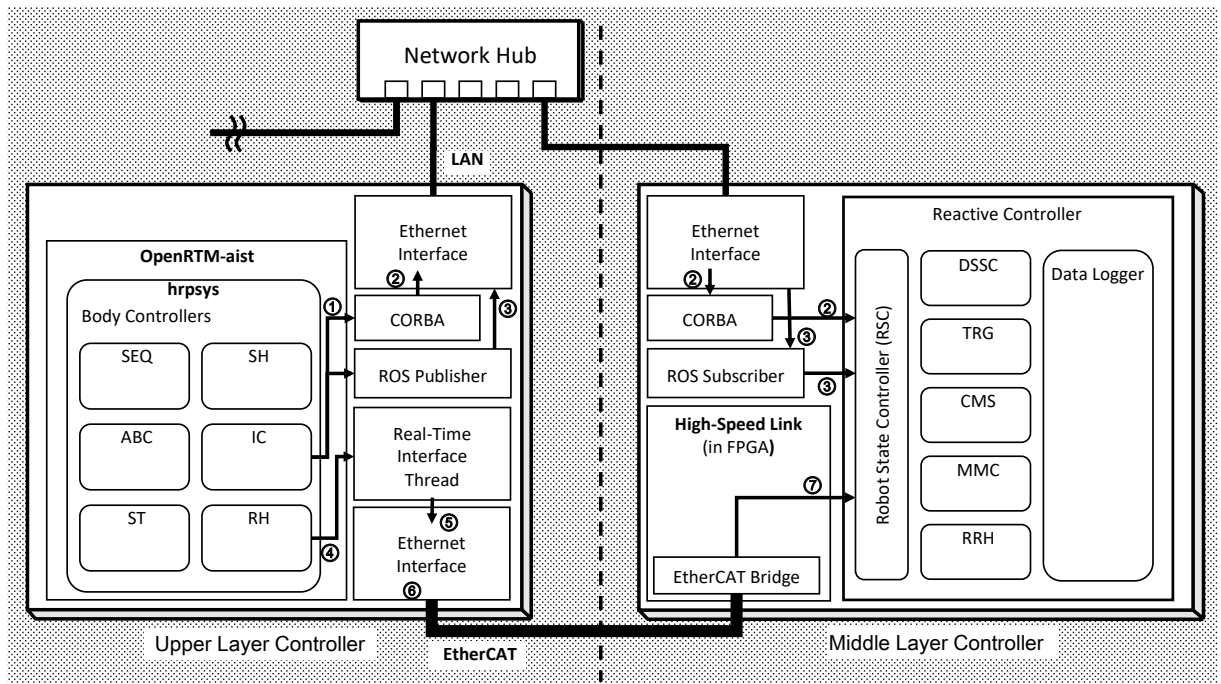 Network Hub
LAN
Ethernet
Interface
②
OpenRTM-aist
hrpsys
Body Controllers
①
CORBA
③
SEQ
SH
ROS Publisher
ABC
IC
Real-Time
Interface
Thread
ST
RH
④
⑤
Ethernet
Interface
⑥
Upper Layer Controller
EtherCAT
Ethernet
Interface
②
CORBA
②
③
ROS Subscriber
③
High-Speed Link
(in FPGA)
⑦
EtherCAT Bridge
Reactive Controller
Robot State Controller (RSC)
DSSC
TRG
CMS
MMC
RRH
Data Logger
Middle Layer Controller